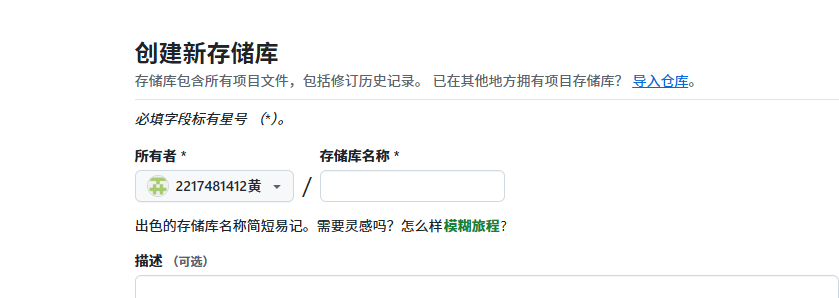 创建新存储库
存储库包含所有项目文件，包括修订历史记录。 已在其他地方拥有项目存储库？ 导入仓库。
必填字段标有星号 （*）。
所有者 * 存储库名称 *
2217481412黄 /
出色的存储库名称简短易记。需要灵感吗？怎么样模糊旅程?
描述 （可选）